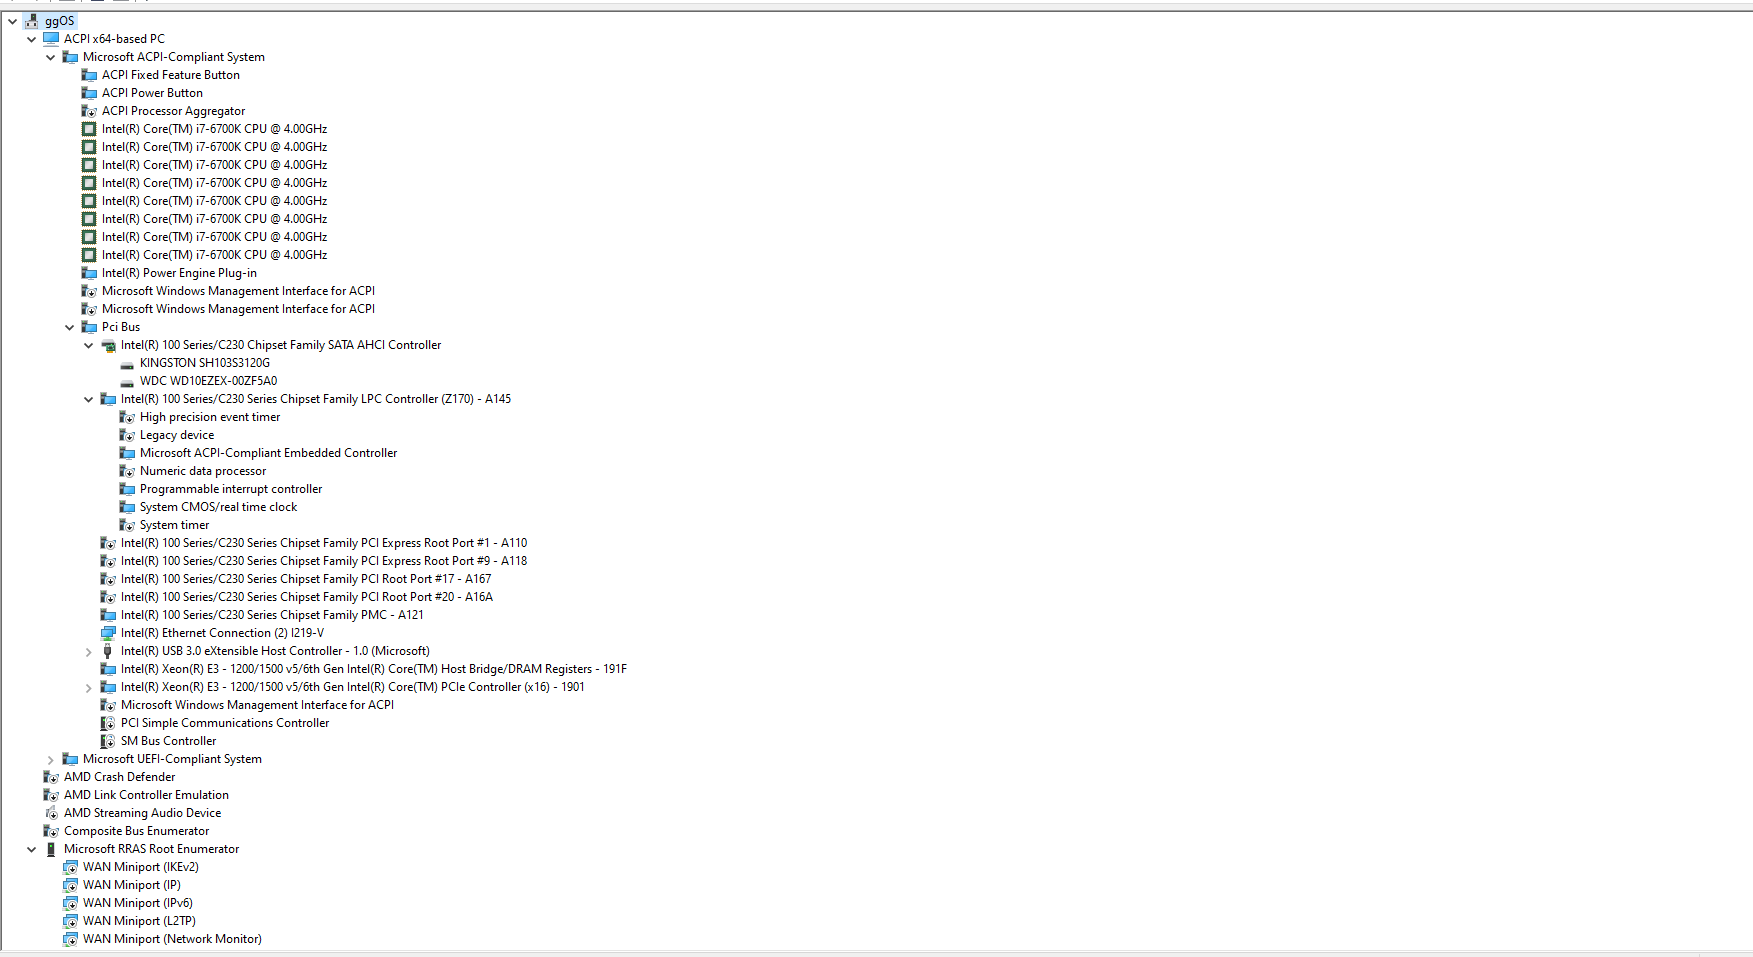 ggOS
ACPI x64-based PC
Microsoft ACPI-Compliant System
ACPI Fixed Feature Button
ACPI Power Button
ACPI Processor Aggregator
Intel(R) Core(TM) i7-6700K CPU @ 4.00GHz
Intel(R) Core(TM) i7-6700K CPU @ 4.00GHz
Intel(R) Core(TM) i7-6700K CPU @ 4.00GHz
Intel(R) Core(TM) i7-6700K CPU @ 4.00GHz
Intel(R) Core(TM) i7-6700K CPU @ 4.00GHz
Intel(R) Core(TM) i7-6700K CPU @ 4.00GHz
Intel(R) Core(TM) i7-6700K CPU @ 4.00GHz
Intel(R) Core(TM) i7-6700K CPU @ 4.00GHz
Intel(R) Power Engine Plug-in
Microsoft Windows Management Interface for ACPI
Microsoft Windows Management Interface for ACPI
Pci Bus
Intel(R) 100 Series/C230 Chipset Family SATA AHCI Controller
KINGSTON SH103S3120G
WDC WD10EZEX-00ZF5A0
Intel(R) 100 Series/C230 Series Chipset Family LPC Controller (Z170) - A145
High precision event timer
Legacy device
Microsoft ACPI-Compliant Embedded Controller
Numeric data processor
Programmable interrupt controller
System CMOS/real time clock
System timer
Intel(R) 100 Series/C230 Series Chipset Family PCI Express Root Port #1 - A110
Intel(R) 100 Series/C230 Series Chipset Family PCI Express Root Port #9 - A118
Intel(R) 100 Series/C230 Series Chipset Family PCI Root Port #17 - A167
Intel(R) 100 Series/C230 Series Chipset Family PCI Root Port #20 - A16A
Intel(R) 100 Series/C230 Series Chipset Family PMC - A121
Intel(R) Ethernet Connection (2) I219-V
Intel(R) USB 3.0 eXtensible Host Controller - 1.0 (Microsoft)
Intel(R) Xeon(R) E3 - 1200/1500 v5/6th Gen Intel(R) Core(TM) Host Bridge/DRAM Registers - 191F
Intel(R) Xeon(R) E3 - 1200/1500 v5/6th Gen Intel(R) Core(TM) PCIe Controller (x16) - 1901
Microsoft Windows Management Interface for ACPI
PCI Simple Communications Controller
SM Bus Controller
Microsoft UEFI-Compliant System
AMD Crash Defender
AMD Link Controller Emulation
AMD Streaming Audio Device
Composite Bus Enumerator
Microsoft RRAS Root Enumerator
WAN Miniport (IKEv2)
WAN Miniport (IP)
WAN Miniport (IPv6)
WAN Miniport (L2TP)
WAN Miniport (Network Monitor)